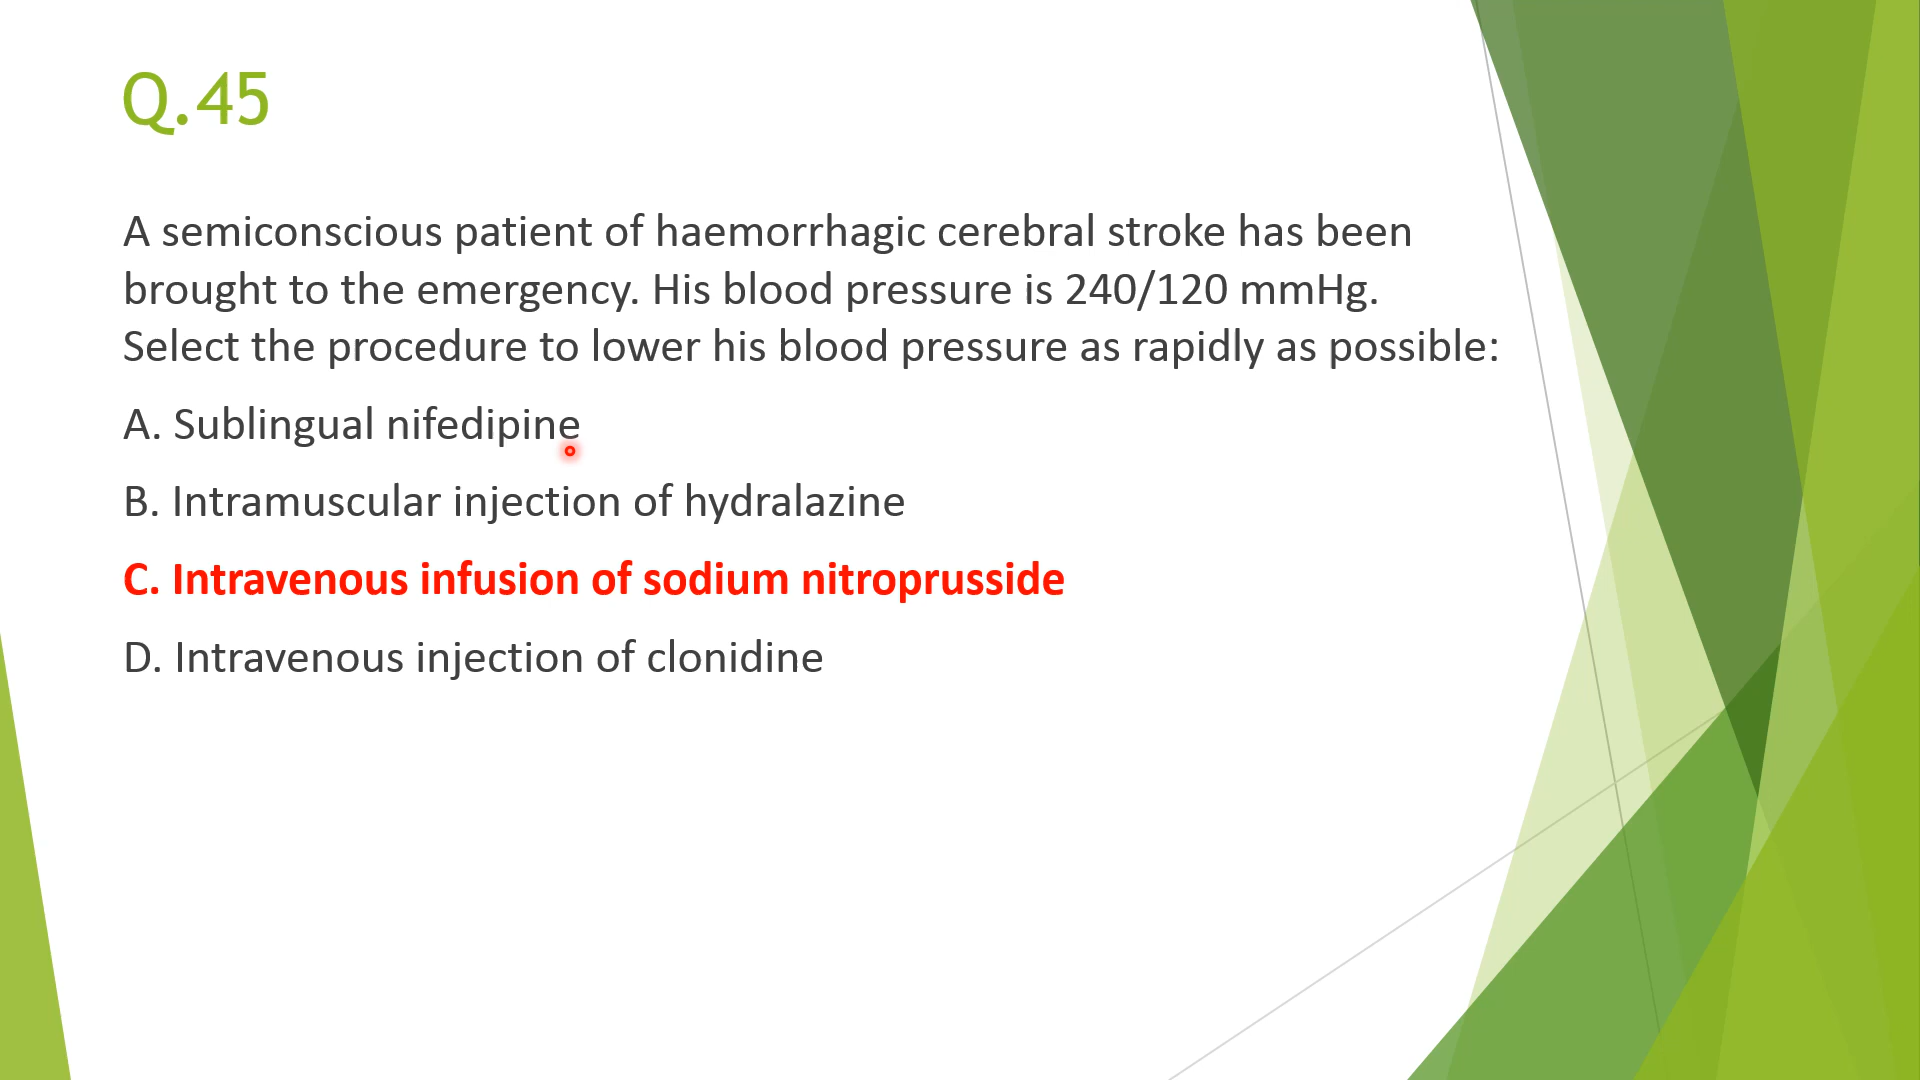 Q.45
A semiconscious patient of haemorrhagic cerebral stroke has been
brought to the emergency. His blood pressure is 240/120 mmHg.
Select the procedure to lower his blood pressure as rapidly as possible:
A. Sublingual nifedipine
B. Intramuscular injection of hydralazine
C. Intravenous infusion of sodium nitroprusside
D. Intravenous injection of clonidine